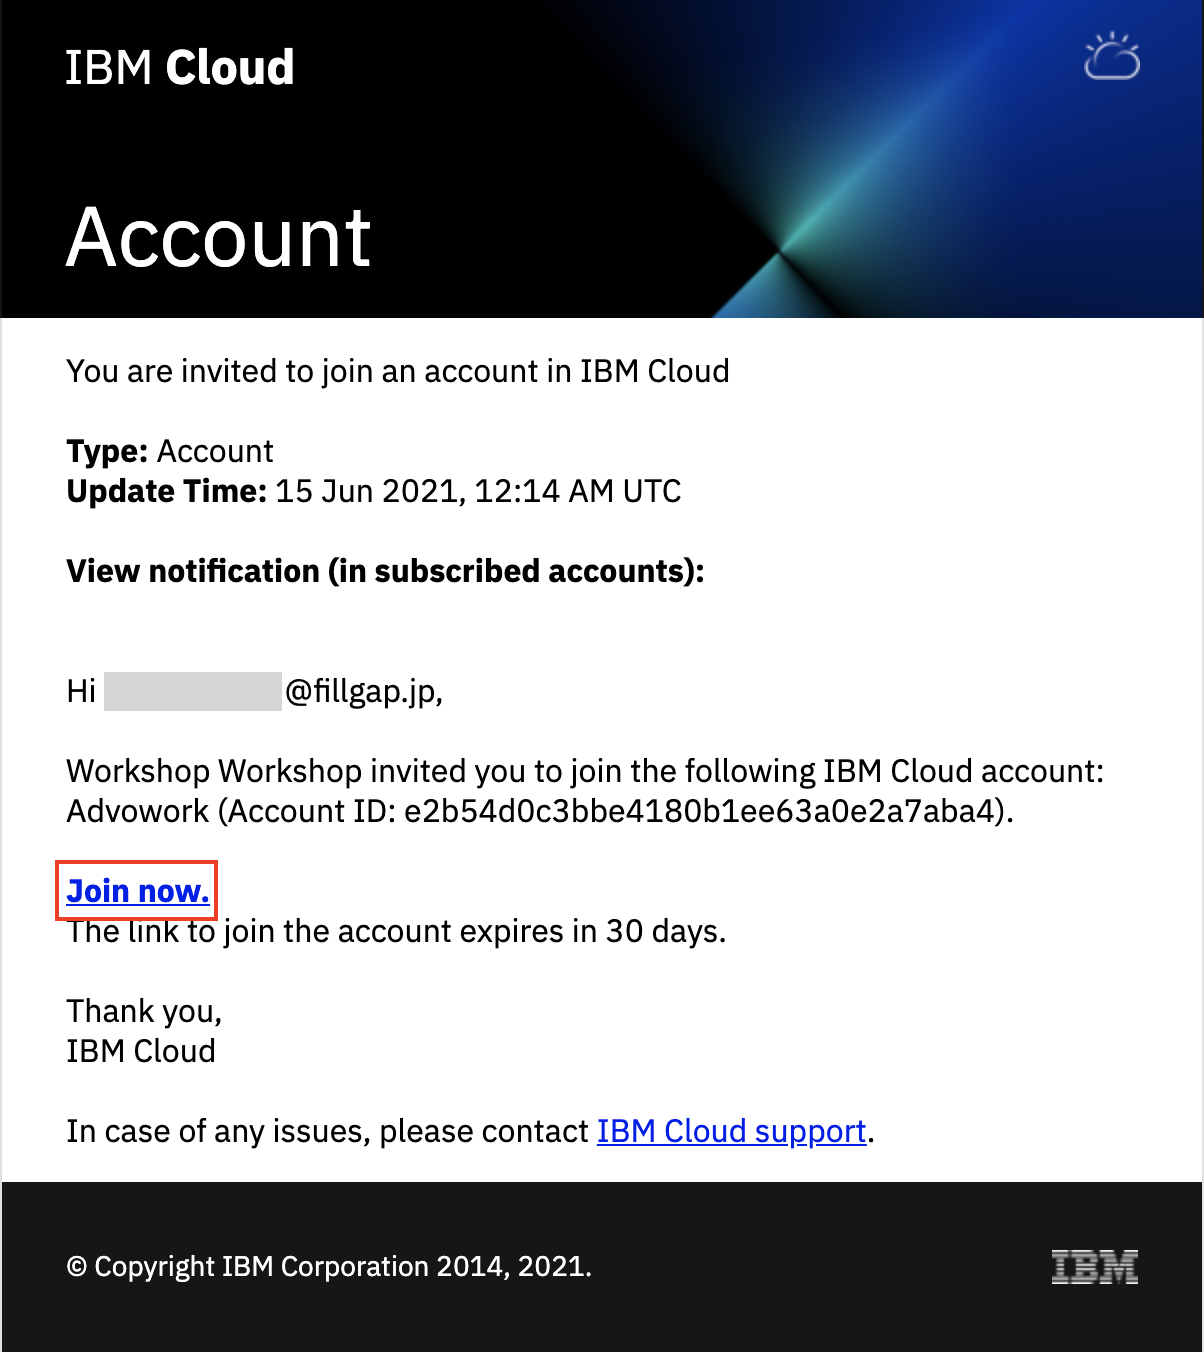 IBM Cloud
Account
You are invited to join an account in IBM Cloud
Type: Account
Update Time: 15 Jun 2021, 12:14 AM UTC
View notification (in subscribed accounts):
Hi @fillgap.jp,
Workshop Workshop invited you to join the following IBM Cloud account:
Advowork (Account ID: e2b54d0c3bbe4180b1ee63a0e2a7aba4).
Join now.
The link to join the account expires in 30 days.
Thank you,
IBM Cloud
In case of any issues, please contact IBM Cloud support.
© Copyright IBM Corporation 2014, 2021.
IBM